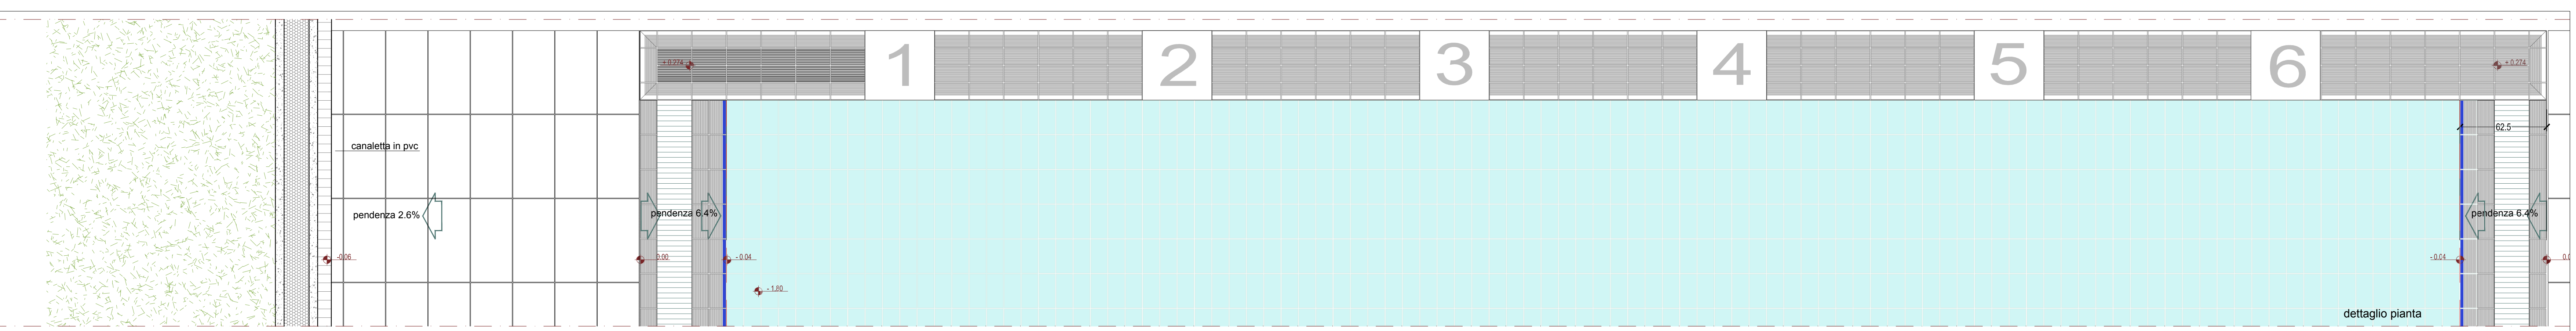 1 2 3 4 5 6
+ 0.274
+ 0.274
62.5
canaletta in pvc
pendenza 2.6%
pendenza 6.4%
pendenza 6.4%
-0.06
0.00
- 0.04
- 0.04
- 1.80
dettaglio pianta